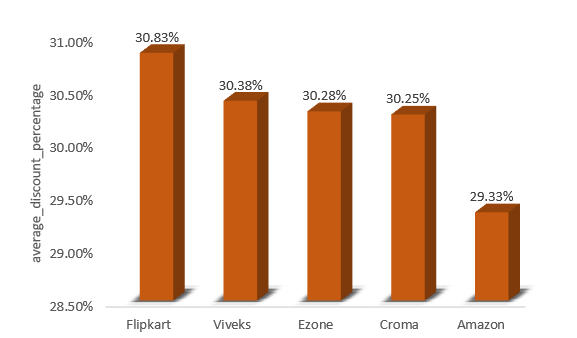 average_discount_percentage
31.00%
30.50%
30.00%
29.50%
29.00%
28.50%
30.83%
30.38%
30.28%
30.25%
29.33%
Flipkart
Viveks
Ezone
Croma
Amazon